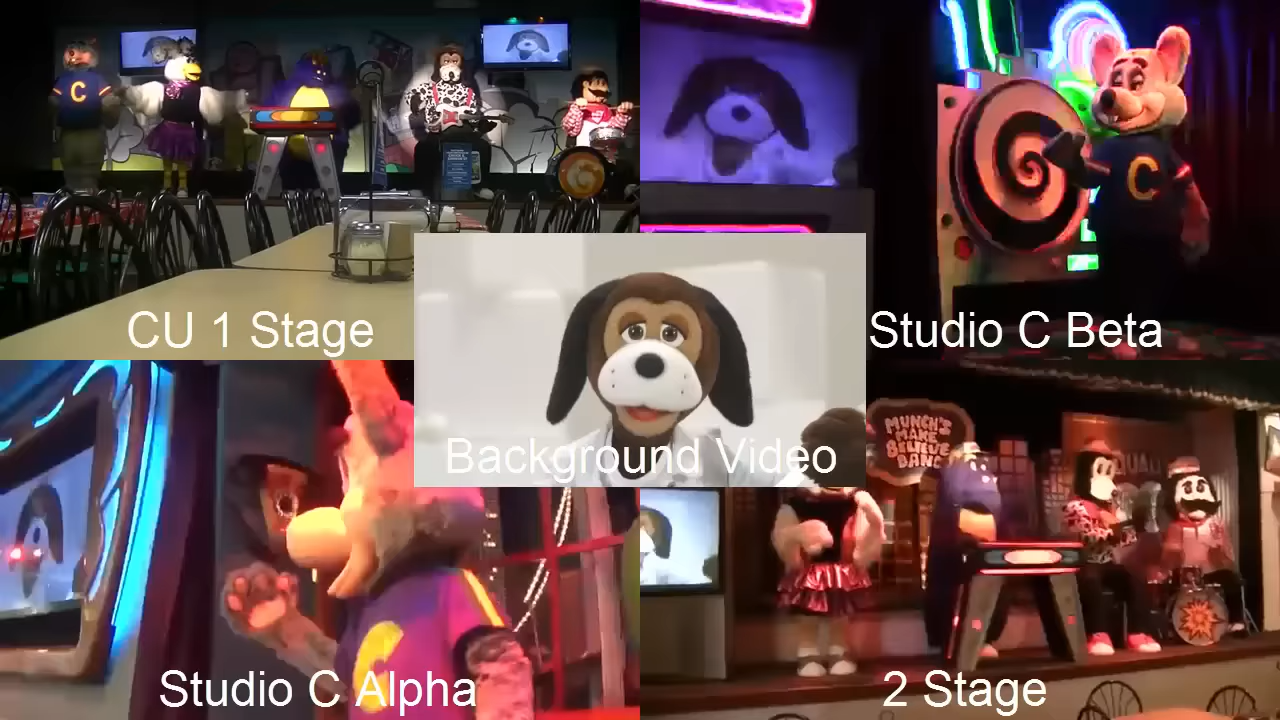 C
C
CU 1 Stage
Studio C Beta
Background Video
MUNCH'S
MAKE
BELIEVE
BAND
C
Studio C Alpha
2 Stage